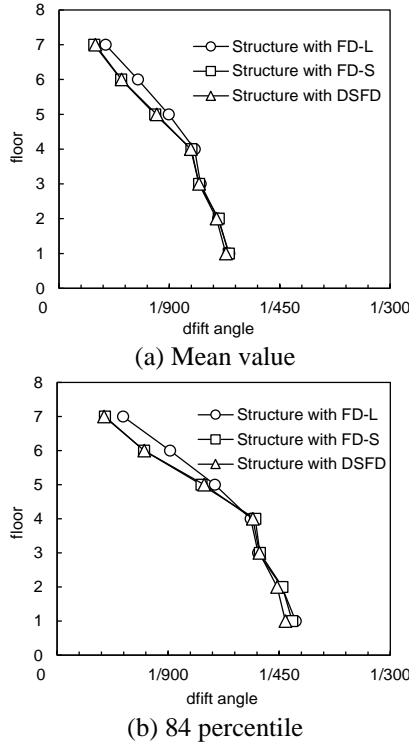 8
7
6
5
4
3
2
1
0
floor
Structure with FD-L
Structure with FD-S
Structure with DSFD
0 1/900 1/450 1/300
dfift angle
(a) Mean value
8
7
6
5
4
3
2
1
0
floor
Structure with FD-L
Structure with FD-S
Structure with DSFD
0 1/900 1/450 1/300
dfift angle
(b) 84 percentile